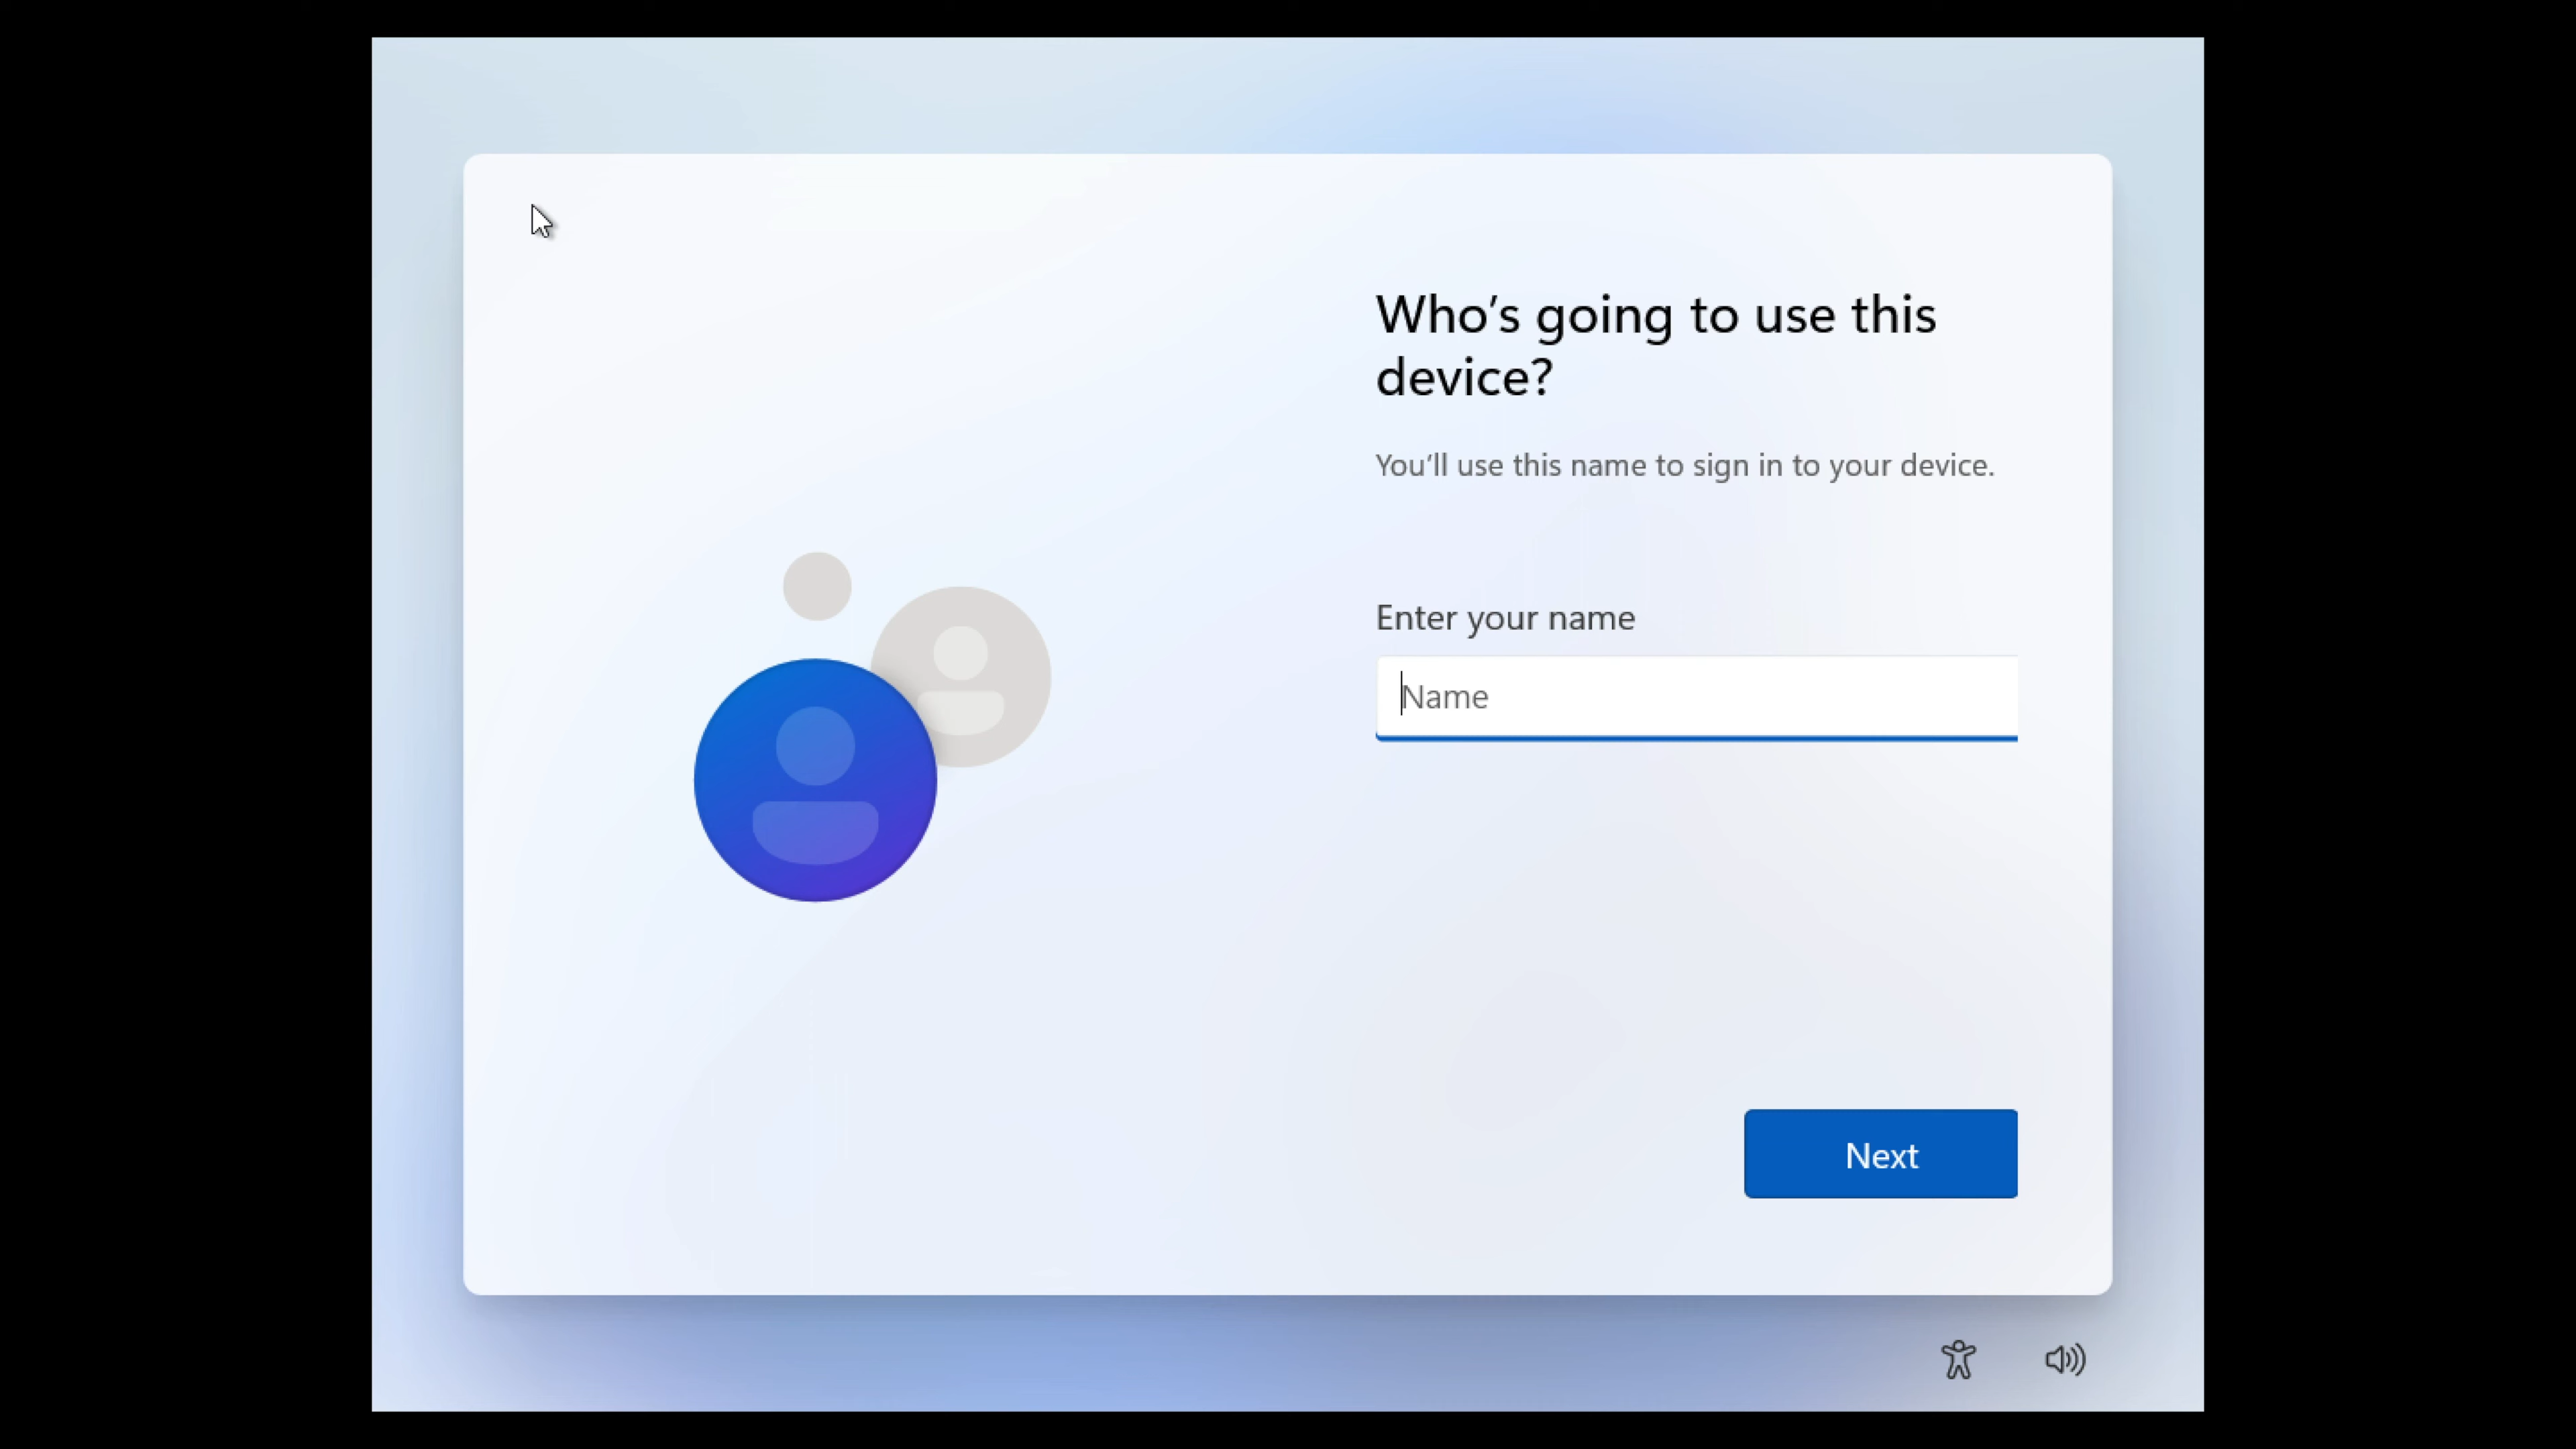 Who’s going to use this
device?
You’ll use this name to sign in to your device.
Enter your name
Name
Next